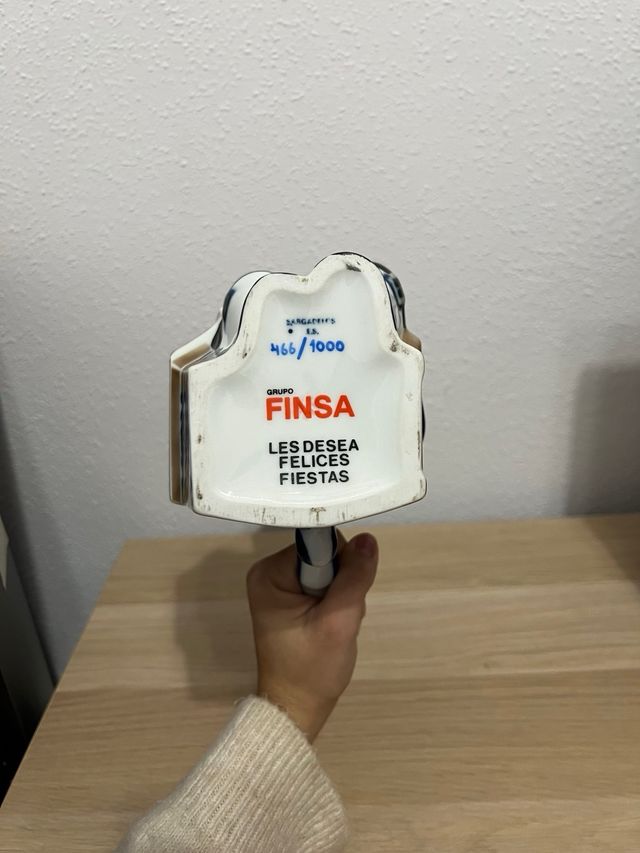 SARGADELOS
466/1000
GRUPO
FINSA
LES DESEA
FELICES
FIESTAS